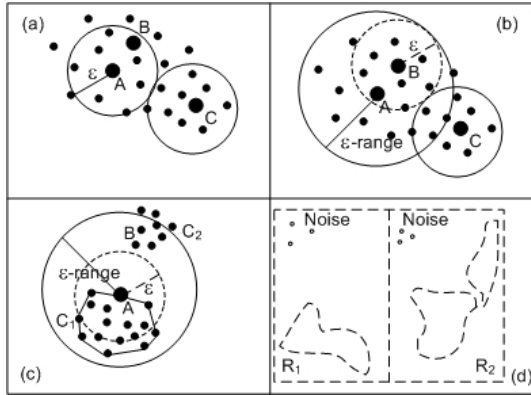 (a)
B
ε
A
C
(b)
ε
B
A
ε-range
C
C₂
B
ε-range
ε
A
C₁
(c)
Noise
Noise
R₁
R₂
(d)